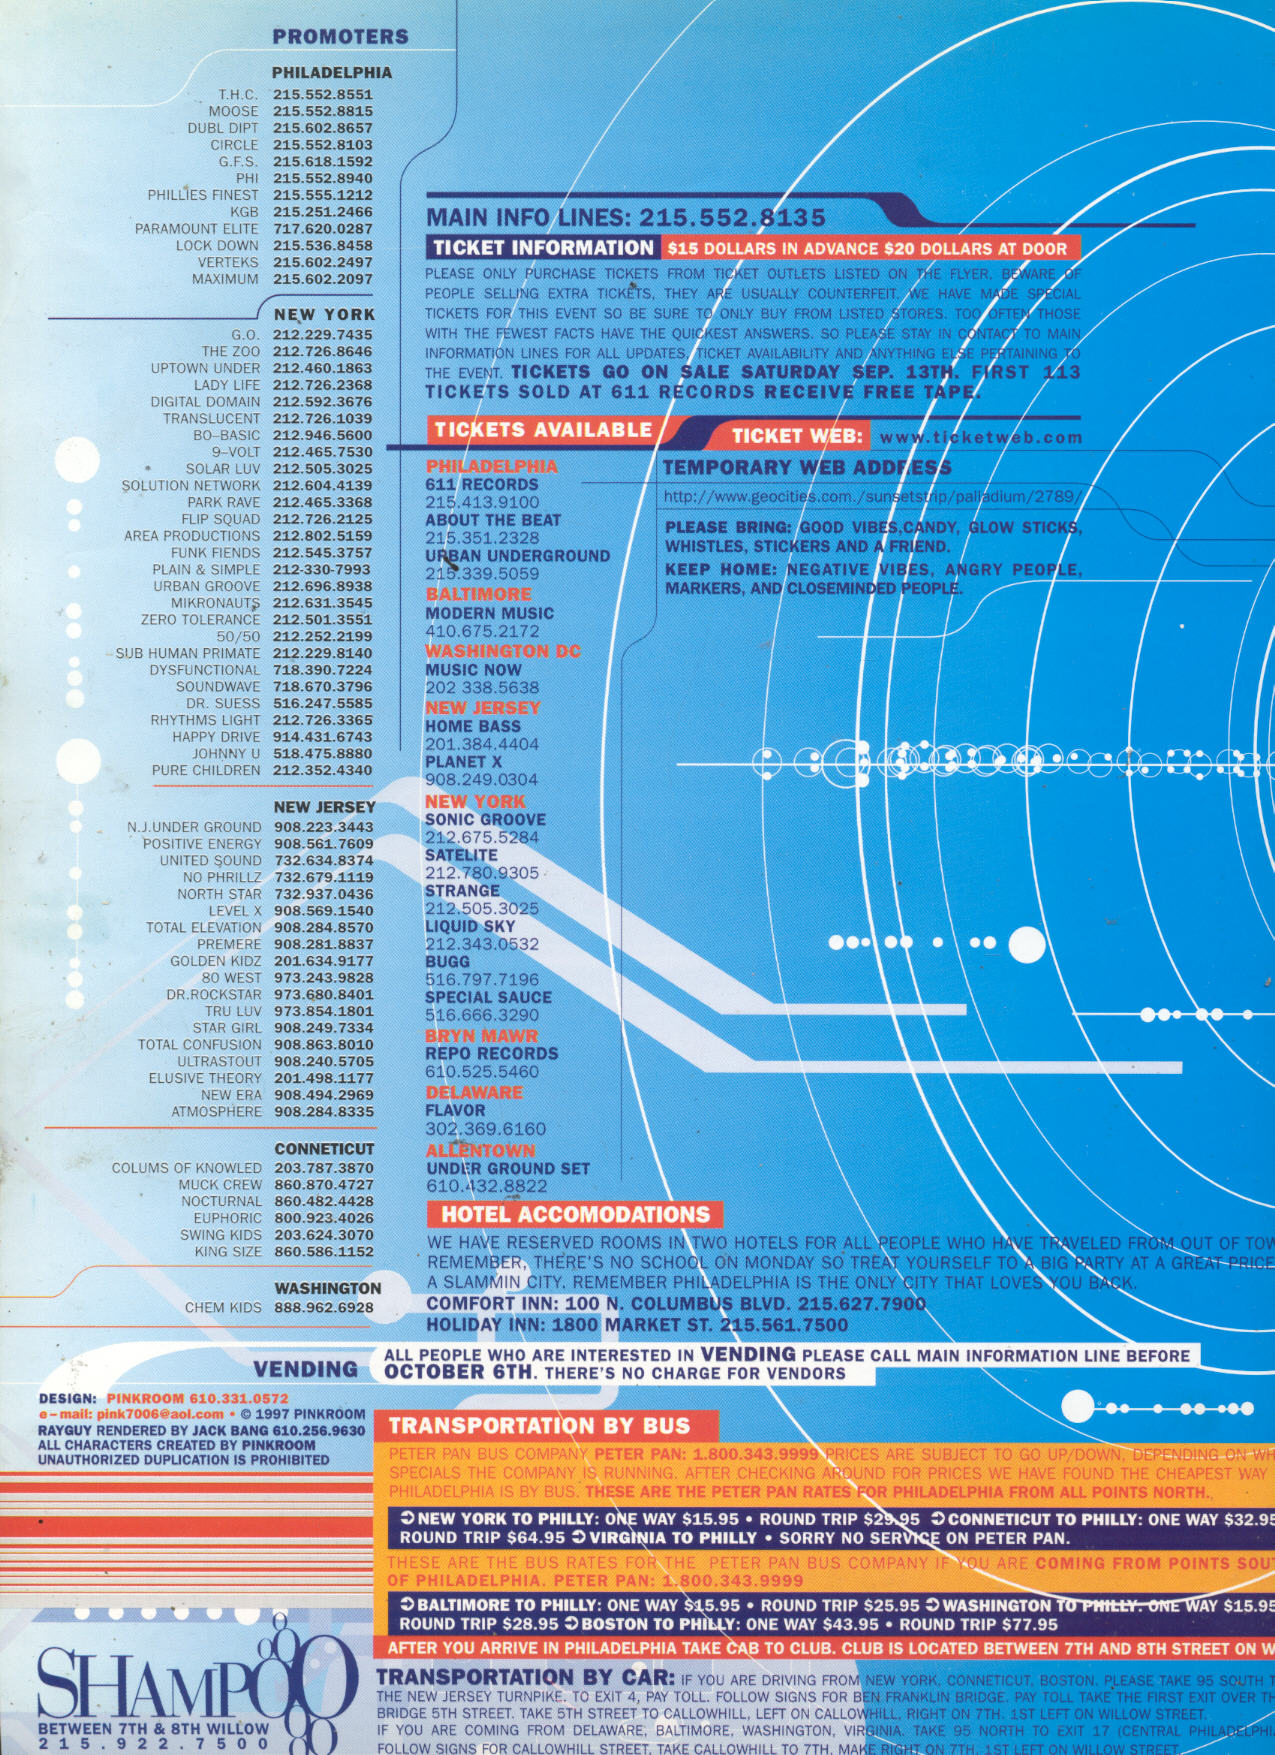 PROMOTERS
PHILADELPHIA
T.H.C. 215.552.8551
MOOSE 215.552.8815
DUBL DIPT 215.602.8657
CIRCLE 215.552.8103
G.F.S. 215.618.1592
PHI 215.552.8940
PHILLIES FINEST 215.555.1212
KGB 215.251.2466
PARAMOUNT ELITE 717.620.0287
LOCK DOWN 215.536.8458
VERTEKS 215.602.2497
MAXIMUM 215.602.2097
NEW YORK
G.O. 212.229.7435
THE ZOO 212.726.8646
UPTOWN UNDER 212.460.1863
LADY LIFE 212.726.2368
DIGITAL DOMAIN 212.592.3676
TRANSLUCENT 212.726.1039
BO–BASIC 212.946.5600
9–VOLT 212.465.7530
SOLAR LUV 212.505.3025
SOLUTION NETWORK 212.604.4139
PARK RAVE 212.465.3368
FLIP SQUAD 212.726.2125
AREA PRODUCTIONS 212.802.5159
FUNK FIENDS 212.545.3757
PLAIN & SIMPLE 212-330-7993
URBAN GROOVE 212.696.8938
MIKRONAUTS 212.631.3545
ZERO TOLERANCE 212.501.3551
50/50 212.252.2199
SUB HUMAN PRIMATE 212.229.8140
DYSFUNCTIONAL 718.390.7224
SOUNDWAVE 718.670.3796
DR. SUESS 516.247.5585
RHYTHMS LIGHT 212.726.3365
HAPPY DRIVE 914.431.6743
JOHNNY U 518.475.8880
PURE CHILDREN 212.352.4340
NEW JERSEY
N.J.UNDER GROUND 908.223.3443
POSITIVE ENERGY 908.561.7609
UNITED SOUND 732.634.8374
NO PHRILLZ 732.679.1119
NORTH STAR 732.937.0436
LEVEL X 908.569.1540
TOTAL ELEVATION 908.284.8570
PREMERE 908.281.8837
GOLDEN KIDZ 201.634.9177
80 WEST 973.243.9828
DR.ROCKSTAR 973.680.8401
TRU LUV 973.854.1801
STAR GIRL 908.249.7334
TOTAL CONFUSION 908.863.8010
ULTRASTOUT 908.240.5705
ELUSIVE THEORY 201.498.1177
NEW ERA 908.494.2969
ATMOSPHERE 908.284.8335
CONNETICUT
COLUMS OF KNOWLED 203.787.3870
MUCK CREW 860.870.4727
NOCTURNAL 860.482.4428
EUPHORIC 800.923.4026
SWING KIDS 203.624.3070
KING SIZE 860.586.1152
WASHINGTON
CHEM KIDS 888.962.6928
MAIN INFO LINES: 215.552.8135
TICKET INFORMATION $15 DOLLARS IN ADVANCE $20 DOLLARS AT DOOR
PLEASE ONLY PURCHASE TICKETS FROM TICKET OUTLETS LISTED ON THE FLYER, BEWARE OF
PEOPLE SELLING EXTRA TICKETS, THEY ARE USUALLY COUNTERFEIT. WE HAVE MADE SPECIAL
TICKETS FOR THIS EVENT SO BE SURE TO ONLY BUY FROM LISTED STORES. TOO OFTEN THOSE
WITH THE FEWEST FACTS HAVE THE QUICKEST ANSWERS. SO PLEASE STAY IN CONTACT TO MAIN
INFORMATION LINES FOR ALL UPDATES, TICKET AVAILABILITY AND ANYTHING ELSE PERTAINING TO
THE EVENT. TICKETS GO ON SALE SATURDAY SEP. 13TH. FIRST 113
TICKETS SOLD AT 611 RECORDS RECEIVE FREE TAPE.
TICKETS AVAILABLE
PHILADELPHIA
611 RECORDS
215.413.9100
ABOUT THE BEAT
215.351.2328
URBAN UNDERGROUND
215.339.5059
BALTIMORE
MODERN MUSIC
410.675.2172
WASHINGTON DC
MUSIC NOW
202 338.5638
NEW JERSEY
HOME BASS
201.384.4404
PLANET X
908.249.0304
NEW YORK
SONIC GROOVE
212.675.5284
SATELITE
212.780.9305
STRANGE
212.505.3025
LIQUID SKY
212.343.0532
BUGG
516.797.7196
SPECIAL SAUCE
516.666.3290
BRYN MAWR
REPO RECORDS
610.525.5460
DELAWARE
FLAVOR
302.369.6160
ALLENTOWN
UNDER GROUND SET
610.432.8822
TICKET WEB: www.ticketweb.com
TEMPORARY WEB ADDRESS
http://www.geocities.com./sunsetstrip/palladium/2789/
PLEASE BRING: GOOD VIBES,CANDY, GLOW STICKS,
WHISTLES, STICKERS AND A FRIEND.
KEEP HOME: NEGATIVE VIBES, ANGRY PEOPLE,
MARKERS, AND CLOSEMINDED PEOPLE.
HOTEL ACCOMODATIONS
WE HAVE RESERVED ROOMS IN TWO HOTELS FOR ALL PEOPLE WHO HAVE TRAVELED FROM OUT OF TOW
REMEMBER, THERE'S NO SCHOOL ON MONDAY SO TREAT YOURSELF TO A BIG PARTY AT A GREAT PRICE
A SLAMMIN CITY. REMEMBER PHILADELPHIA IS THE ONLY CITY THAT LOVES YOU BACK.
COMFORT INN: 100 N. COLUMBUS BLVD. 215.627.7900
HOLIDAY INN: 1800 MARKET ST. 215.561.7500
VENDING
ALL PEOPLE WHO ARE INTERESTED IN VENDING PLEASE CALL MAIN INFORMATION LINE BEFORE
OCTOBER 6TH. THERE'S NO CHARGE FOR VENDORS
DESIGN: PINKROOM 610.331.0572
e–mail: pink7006@aol.com • © 1997 PINKROOM
RAYGUY RENDERED BY JACK BANG 610.256.9630
ALL CHARACTERS CREATED BY PINKROOM
UNAUTHORIZED DUPLICATION IS PROHIBITED
TRANSPORTATION BY BUS
PETER PAN BUS COMPANY PETER PAN: 1.800.343.9999 PRICES ARE SUBJECT TO GO UP/DOWN, DEPENDING ON WH
SPECIALS THE COMPANY IS RUNNING. AFTER CHECKING AROUND FOR PRICES WE HAVE FOUND THE CHEAPEST WAY
PHILADELPHIA IS BY BUS. THESE ARE THE PETER PAN RATES FOR PHILADELPHIA FROM ALL POINTS NORTH.
➲NEW YORK TO PHILLY: ONE WAY $15.95 • ROUND TRIP $29.95 ➲CONNETICUT TO PHILLY: ONE WAY $32.95
ROUND TRIP $64.95 ➲VIRGINIA TO PHILLY • SORRY NO SERVICE ON PETER PAN.
THESE ARE THE BUS RATES FOR THE PETER PAN BUS COMPANY IF YOU ARE COMING FROM POINTS SOUT
OF PHILADELPHIA. PETER PAN: 1.800.343.9999
➲BALTIMORE TO PHILLY: ONE WAY $15.95 • ROUND TRIP $25.95 ➲WASHINGTON TO PHILLY: ONE WAY $15.95
ROUND TRIP $28.95 ➲BOSTON TO PHILLY: ONE WAY $43.95 • ROUND TRIP $77.95
AFTER YOU ARRIVE IN PHILADELPHIA TAKE CAB TO CLUB. CLUB IS LOCATED BETWEEN 7TH AND 8TH STREET ON W
TRANSPORTATION BY CAR: IF YOU ARE DRIVING FROM NEW YORK, CONNETICUT, BOSTON. PLEASE TAKE 95 SOUTH T
THE NEW JERSEY TURNPIKE. TO EXIT 4, PAY TOLL. FOLLOW SIGNS FOR BEN FRANKLIN BRIDGE. PAY TOLL TAKE THE FIRST EXIT OVER TH
BRIDGE 5TH STREET. TAKE 5TH STREET TO CALLOWHILL, LEFT ON CALLOWHILL, RIGHT ON 7TH. 1ST LEFT ON WILLOW STREET.
IF YOU ARE COMING FROM DELAWARE, BALTIMORE, WASHINGTON, VIRGINIA. TAKE 95 NORTH TO EXIT 17 (CENTRAL PHILADELPHI
FOLLOW SIGNS FOR CALLOWHILL STREET, TAKE CALLOWHILL TO 7TH. MAKE RIGHT ON 7TH. 1ST LEFT ON WILLOW STREET.
SHAMPOO
BETWEEN 7TH & 8TH WILLOW
215.922.7500